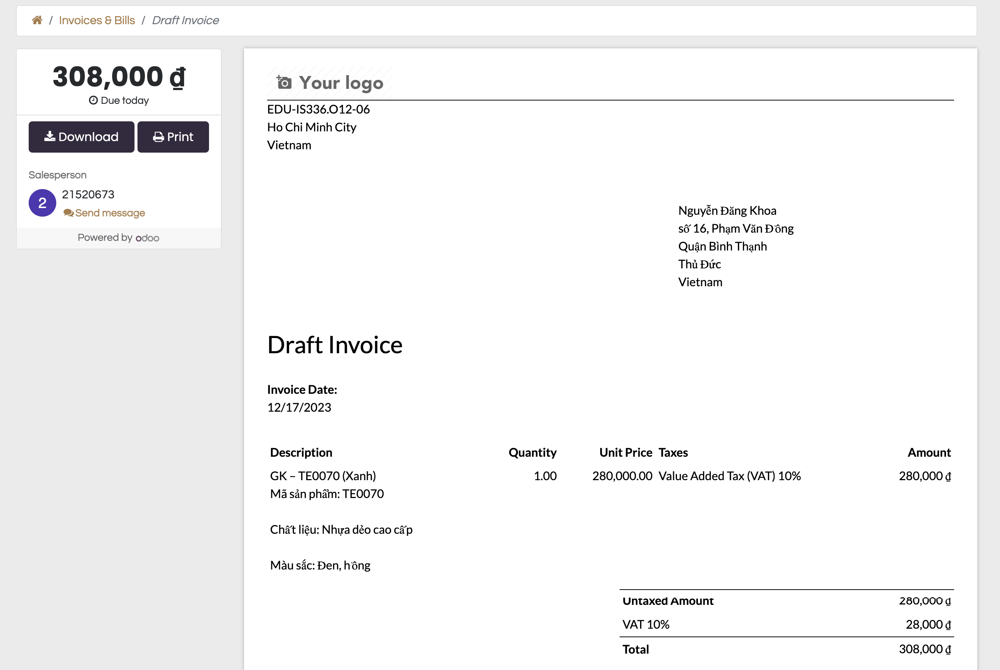 / Invoices & Bills / Draft Invoice
308,000 ₫
Due today
Download Print
Salesperson
2
21520673
Send message
Powered by odoo
Your logo
EDU-IS336.O12-06
Ho Chi Minh City
Vietnam
Nguyễn Đăng Khoa
số 16, Phạm Văn Đồng
Quận Bình Thạnh
Thủ Đức
Vietnam
Draft Invoice
Invoice Date:
12/17/2023
Description Quantity Unit Price Taxes Amount
GK – TE0070 (Xanh) 1.00 280,000.00 Value Added Tax (VAT) 10% 280,000 ₫
Mã sản phẩm: TE0070
Chất liệu: Nhựa dẻo cao cấp
Màu sắc: Đen, hồng
Untaxed Amount 280,000 ₫
VAT 10% 28,000 ₫
Total 308,000 ₫